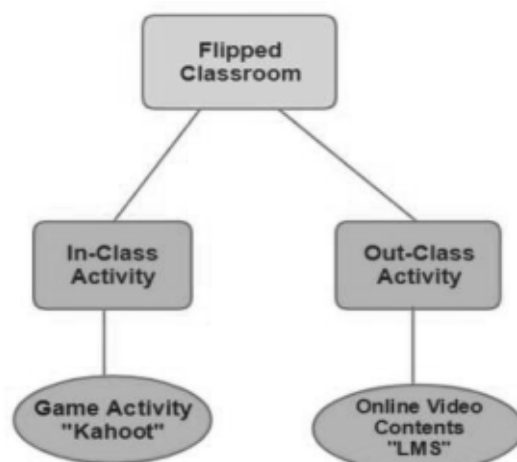 Flipped
Classroom
In-Class
Activity
Out-Class
Activity
Game Activity
"Kahoot"
Online Video
Contents
"LMS"